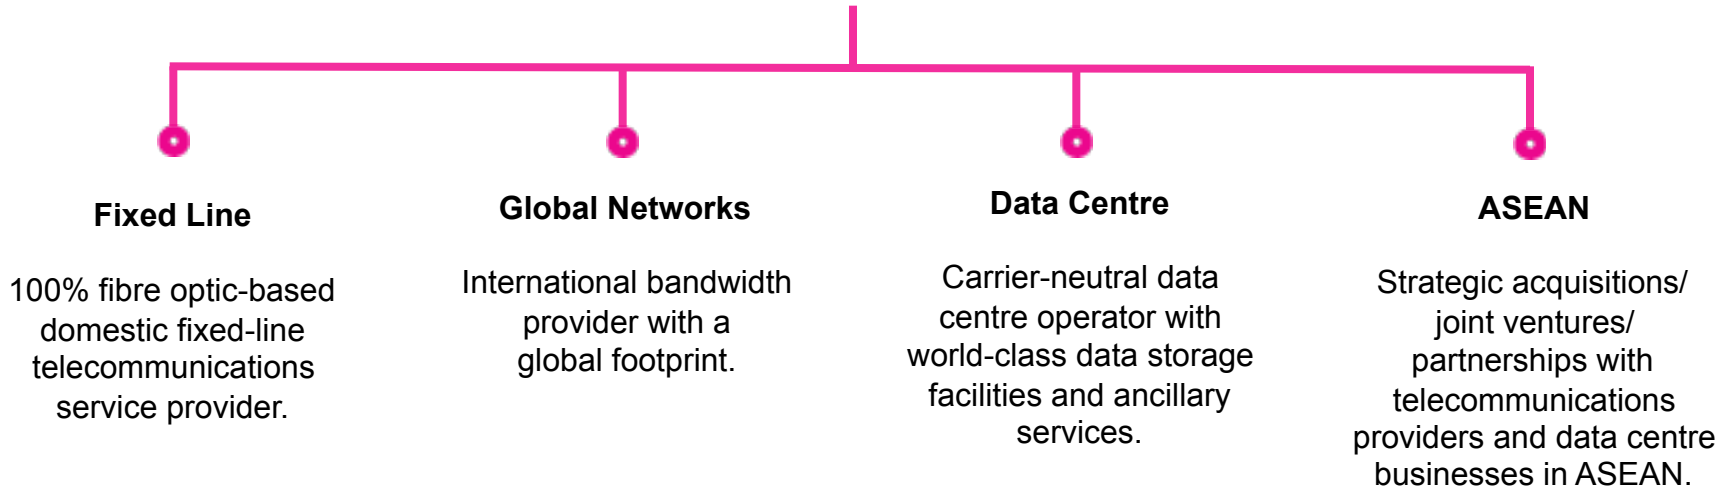 Fixed Line
100% fibre optic-based
domestic fixed-line
telecommunications
service provider.
Global Networks
International bandwidth
provider with a
global footprint.
Data Centre
Carrier-neutral data
centre operator with
world-class data storage
facilities and ancillary
services.
ASEAN
Strategic acquisitions/
joint ventures/
partnerships with
telecommunications
providers and data centre
businesses in ASEAN.